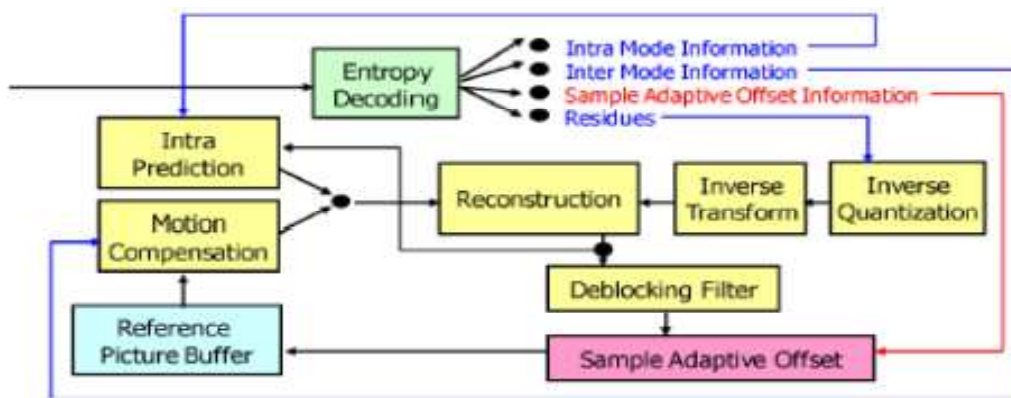 Entropy
Decoding
Intra Mode Information
Inter Mode Information
Sample Adaptive Offset Information
Residues
Intra
Prediction
Motion
Compensation
Reconstruction
Inverse
Transform
Inverse
Quantization
Deblocking Filter
Reference
Picture Buffer
Sample Adaptive Offset